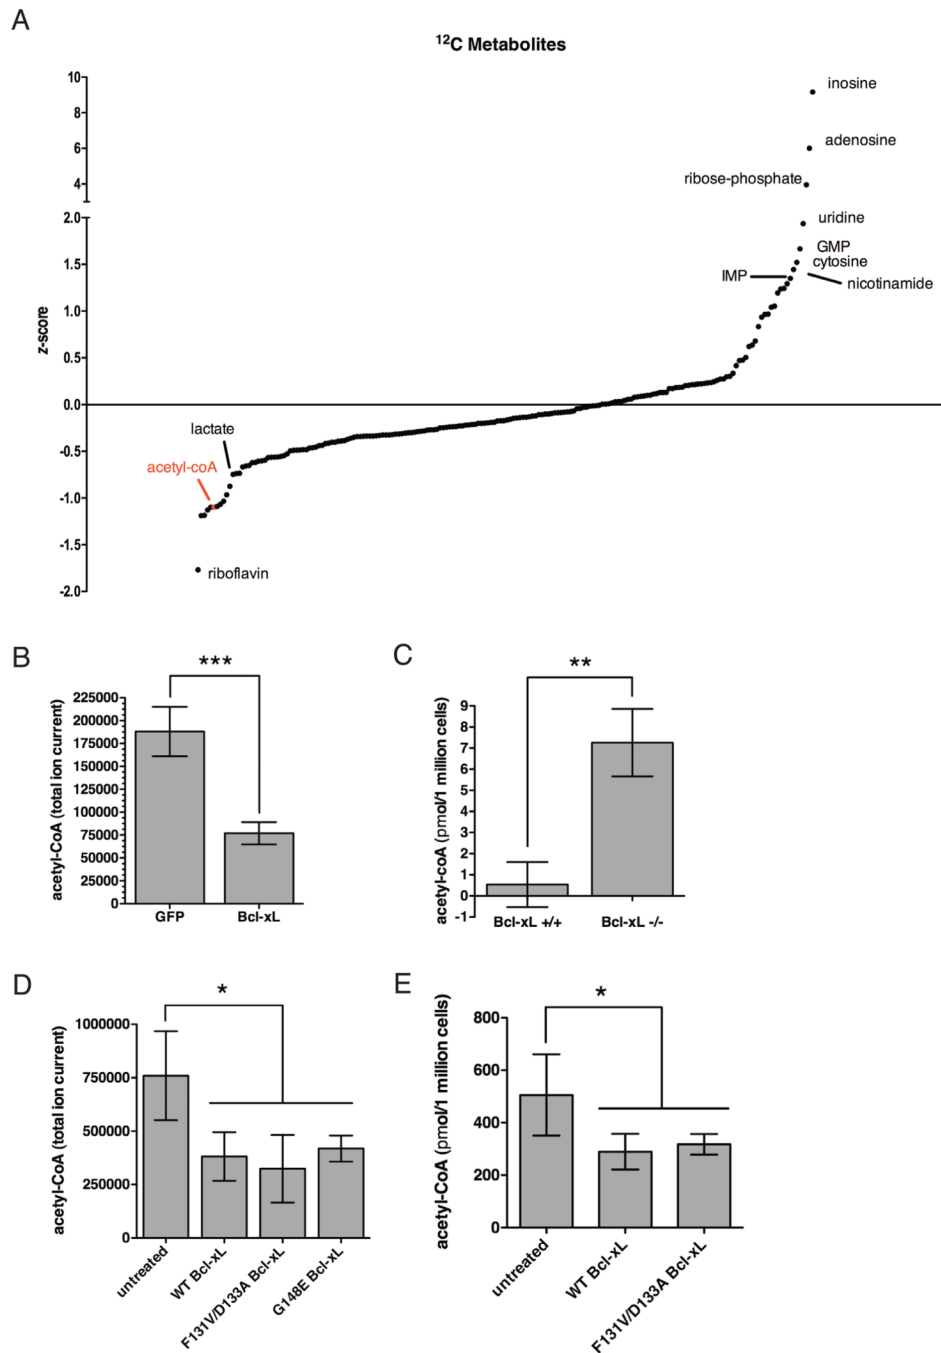 A
¹²C Metabolites
10
8
6
4
2.0
1.5
1.0
0.5
0.0
-0.5
-1.0
-1.5
-2.0
z-score
inosine
adenosine
ribose-phosphate
uridine
GMP
cytosine
IMP
nicotinamide
lactate
acetyl-coA
riboflavin
B
***
225000
200000
175000
150000
125000
100000
75000
50000
25000
0
acetyl-CoA (total ion current)
GFP
Bcl-xL
C
**
9
8
7
6
5
4
3
2
1
0
-1
acetyl-coA (pmol/1 million cells)
Bcl-xL +/+
Bcl-xL -/-
D
*
1000000
750000
500000
250000
0
acetyl-CoA (total ion current)
untreated
WT Bcl-xL
F131V/D133A Bcl-xL
G148E Bcl-xL
E
*
800
600
400
200
0
acetyl-CoA (pmol/1 million cells)
untreated
WT Bcl-xL
F131V/D133A Bcl-xL